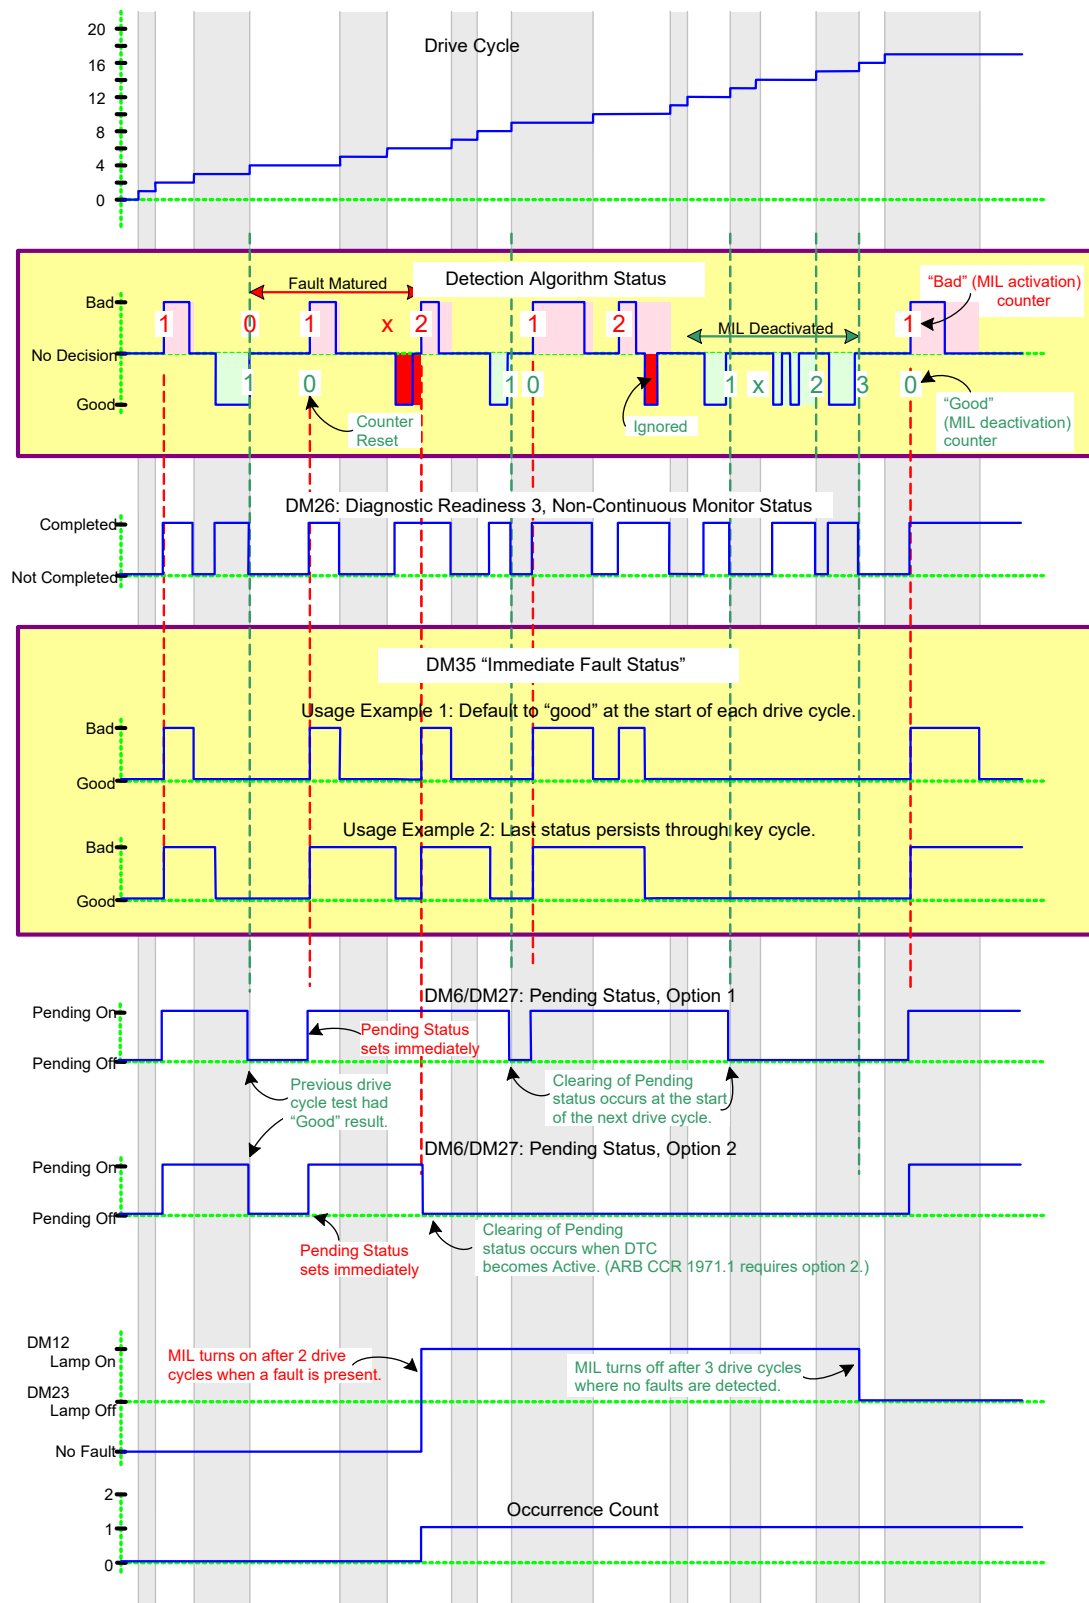 Drive Cycle
20
16
12
8
4
0
Detection Algorithm Status
Fault Matured
"Bad" (MIL activation)
counter
Bad
1
0
1
x
2
1
2
MIL Deactivated
1
No Decision
1
0
1
0
1
x
2
3
0
Good
Counter
Reset
Ignored
"Good"
(MIL deactivation)
counter
DM26: Diagnostic Readiness 3, Non-Continuous Monitor Status
Completed
Not Completed
DM35 "Immediate Fault Status"
Usage Example 1: Default to "good" at the start of each drive cycle.
Bad
Good
Usage Example 2: Last status persists through key cycle.
Bad
Good
DM6/DM27: Pending Status, Option 1
Pending On
Pending Status
sets immediately
Pending Off
Previous drive
cycle test had
"Good" result.
Clearing of Pending
status occurs at the start
of the next drive cycle.
DM6/DM27: Pending Status, Option 2
Pending On
Pending Off
Pending Status
sets immediately
Clearing of Pending
status occurs when DTC
becomes Active. (ARB CCR 1971.1 requires option 2.)
DM12
Lamp On
MIL turns on after 2 drive
cycles when a fault is present.
MIL turns off after 3 drive cycles
where no faults are detected.
DM23
Lamp Off
No Fault
Occurrence Count
2
1
0